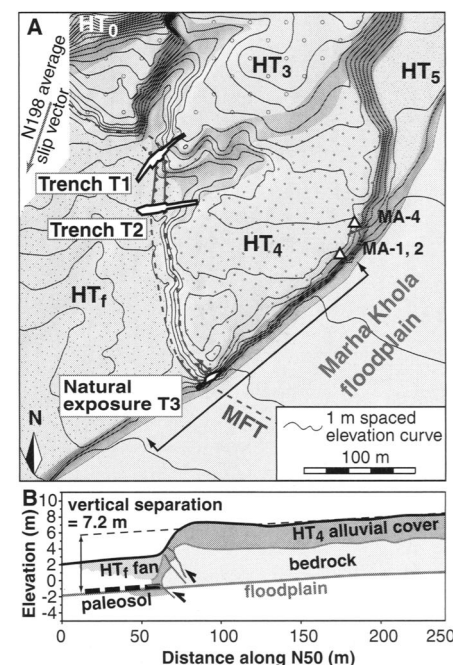 A
HT0
HT3
HT5
N198 average
slip vector
Trench T1
Trench T2
MA-4
HT4
MA-1, 2
HTf
Marha Khola
floodplain
Natural
exposure T3
MFT
N
1 m spaced
elevation curve
100 m
B
Elevation (m)
10
8
6
4
2
0
-2
-4
vertical separation
= 7.2 m
HT4 alluvial cover
HTf fan
bedrock
paleosol
floodplain
0 50 100 150 200 250
Distance along N50 (m)